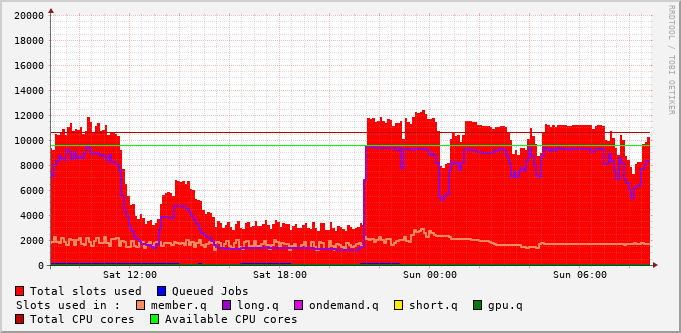 RRDTOOL / TOBI OETIKER
20000
18000
16000
14000
12000
10000
8000
6000
4000
2000
0
Sat 12:00 Sat 18:00 Sun 00:00 Sun 06:00
Total slots used Queued Jobs
Slots used in : member.q long.q ondemand.q short.q gpu.q
Total CPU cores Available CPU cores